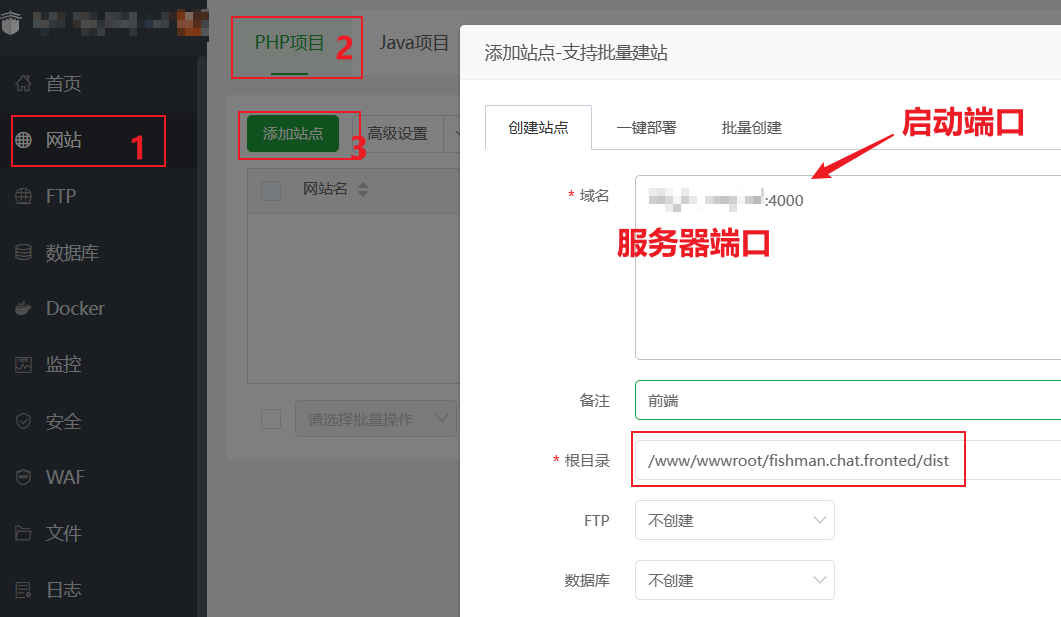 首页
网站 1
FTP
数据库
Docker
监控
安全
WAF
文件
日志
PHP项目 2
Java项目
添加站点 3
高级设置
网站名
请选择批量操作
添加站点-支持批量建站
创建站点
一键部署
批量创建
启动端口
* 域名
:4000
服务器端口
备注
前端
* 根目录
/www/wwwroot/fishman.chat.fronted/dist
FTP
不创建
数据库
不创建